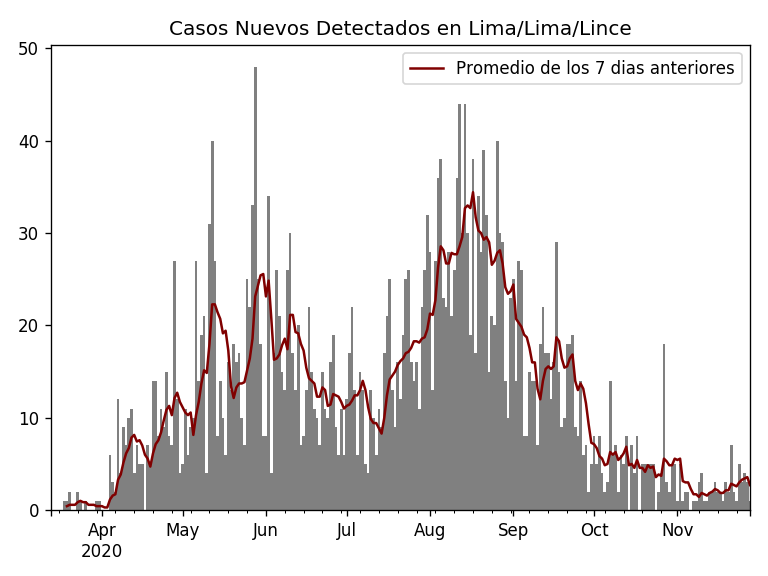 Casos Nuevos Detectados en Lima/Lima/Lince
50
40
30
20
10
0
Promedio de los 7 dias anteriores
Apr May Jun Jul Aug Sep Oct Nov
2020